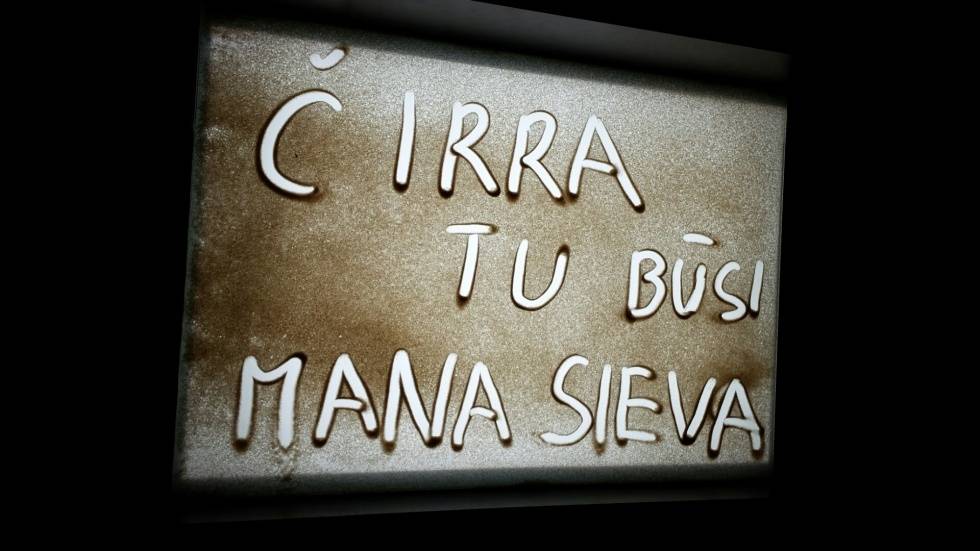 ČIRRA
TU BŪSI
MANA SIEVA